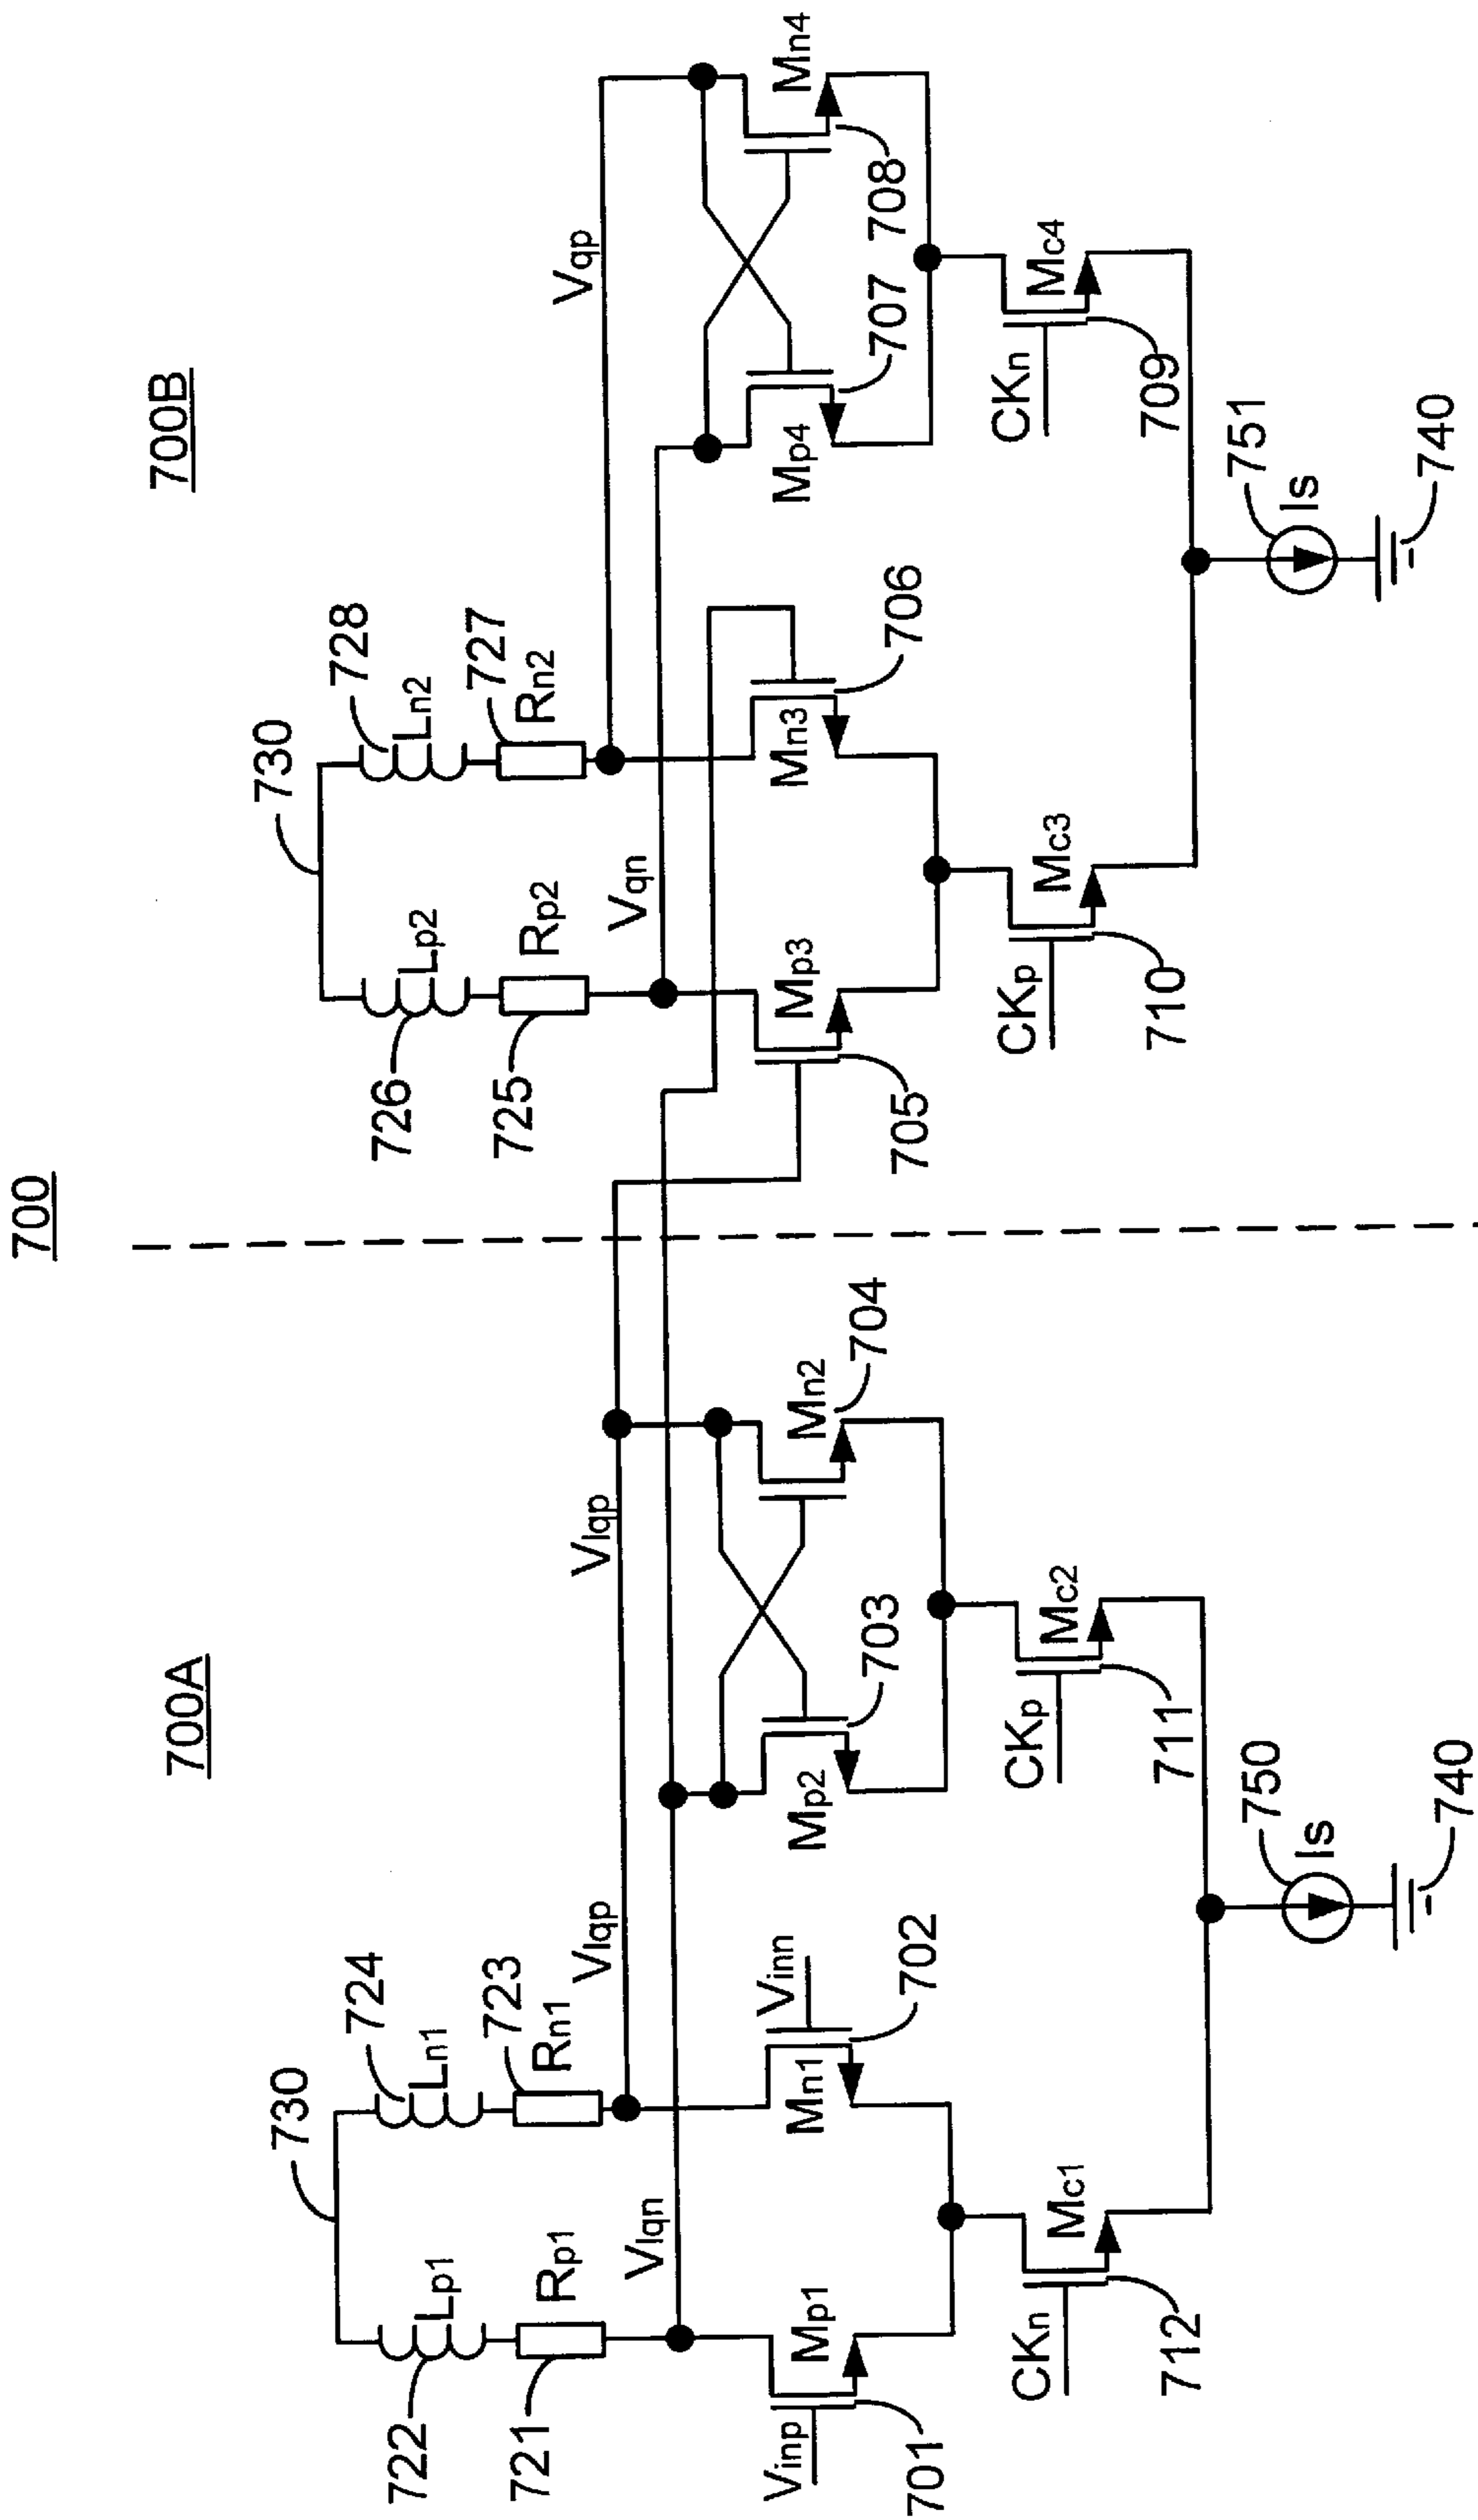 700
700A
700B
730
730
722
Lp1
Ln1
724
726
Lp2
Ln2
728
721
Rp1
Rn1
723
725
Rp2
Rn2
727
Vlqn
Vlqp
Vlqp
Vqn
Vqp
Vinp
Mp1
Mn1
Vinn
Mp2
Mn2
Mp3
Mn3
Mp4
Mn4
701
702
703
704
705
706
707
708
CKn
Mc1
CKp
Mc2
CKp
Mc3
CKn
Mc4
712
711
710
709
750
Is
751
Is
740
740